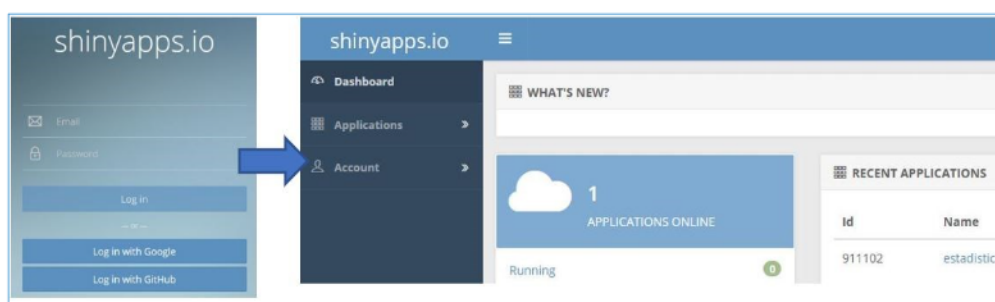 shinyapps.io
Email
Password
Log in
— or —
Log in with Google
Log in with GitHub
shinyapps.io
Dashboard
Applications
Account
WHAT'S NEW?
1
APPLICATIONS ONLINE
Running 0
RECENT APPLICATIONS
Id Name
911102 estadistic